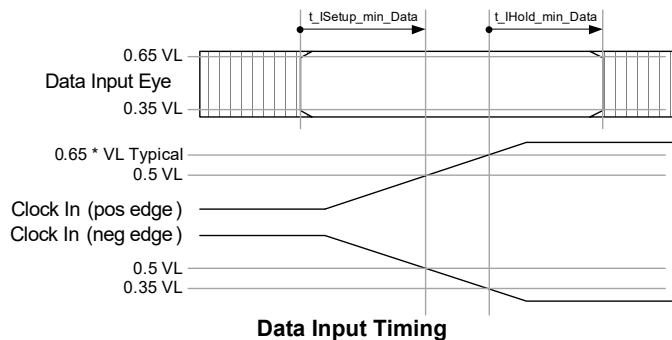 t_ISetup_min_Data
t_IHold_min_Data
0.65 VL
Data Input Eye
0.35 VL
0.65 * VL Typical
0.5 VL
Clock In (pos edge)
Clock In (neg edge)
0.5 VL
0.35 VL
Data Input Timing